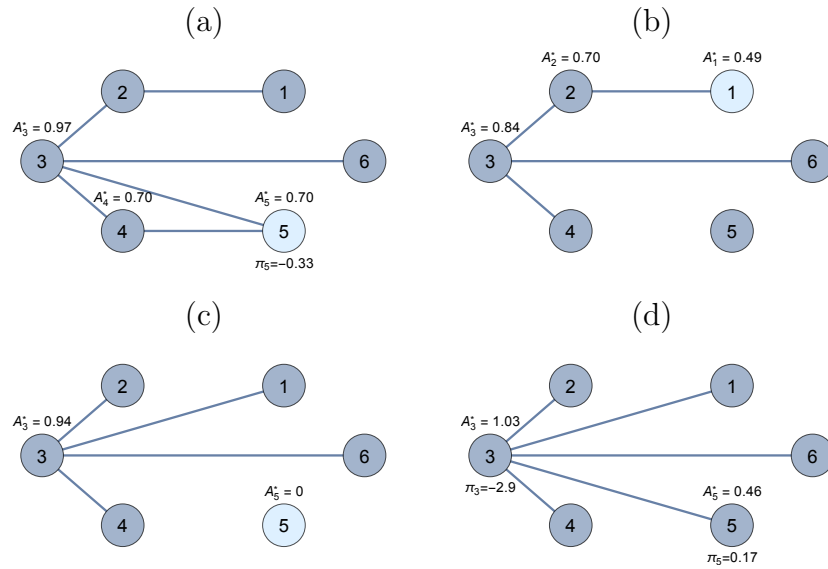 (a)
2
1
A*3 = 0.97
3
6
A*4 = 0.70
A*5 = 0.70
4
5
π5=−0.33
(b)
A*2 = 0.70
A*1 = 0.49
2
1
A*3 = 0.84
3
6
4
5
(c)
2
1
A*3 = 0.94
3
6
A*5 = 0
4
5
(d)
2
1
A*3 = 1.03
3
6
π3=−2.9
A*5 = 0.46
4
5
π5=0.17